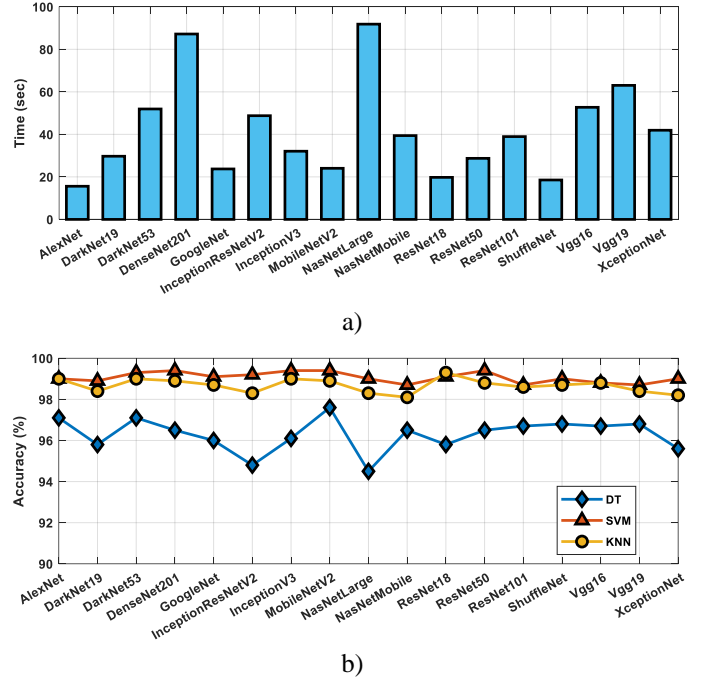 100
80
60
40
20
0
Time (sec)
AlexNet
DarkNet19
DarkNet53
DenseNet201
GoogleNet
InceptionResNetV2
InceptionV3
MobileNetV2
NasNetLarge
NasNetMobile
ResNet18
ResNet50
ResNet101
ShuffleNet
Vgg16
Vgg19
XceptionNet
a)
100
98
96
94
92
90
Accuracy (%)
DT
SVM
KNN
AlexNet
DarkNet19
DarkNet53
DenseNet201
GoogleNet
InceptionResNetV2
InceptionV3
MobileNetV2
NasNetLarge
NasNetMobile
ResNet18
ResNet50
ResNet101
ShuffleNet
Vgg16
Vgg19
XceptionNet
b)